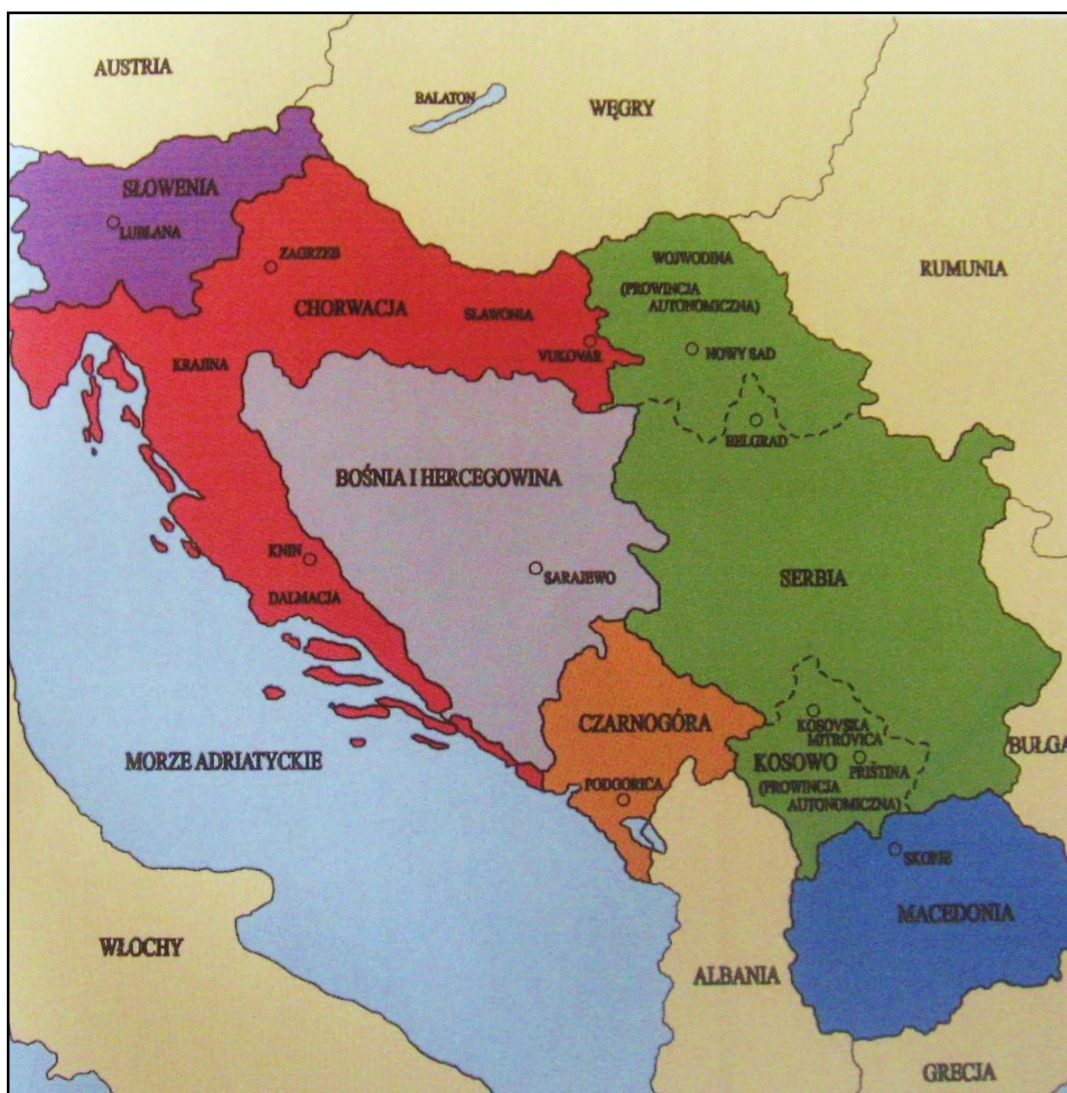 AUSTRIA
BALATON
WĘGRY
SŁOWENIA
LUBLANA
ZAGRZEB
WOJWODINA
(PROWINCJA
AUTONOMICZNA)
RUMUNIA
CHORWACJA
SLAWONIA
VUKOVAR
NOWY SAD
KRAJINA
BELGRAD
BOŚNIA I HERCEGOWINA
KNIN
SARAJEWO
SERBIA
DALMACJA
CZARNOGÓRA
KOSOVSKA
MITROVICA
BUŁGA
MORZE ADRIATYCKIE
KOSOWO
PRIŠTINA
(PROWINCJA
AUTONOMICZNA)
PODGORICA
SKOPJE
MACEDONIA
WŁOCHY
ALBANIA
GRECJA